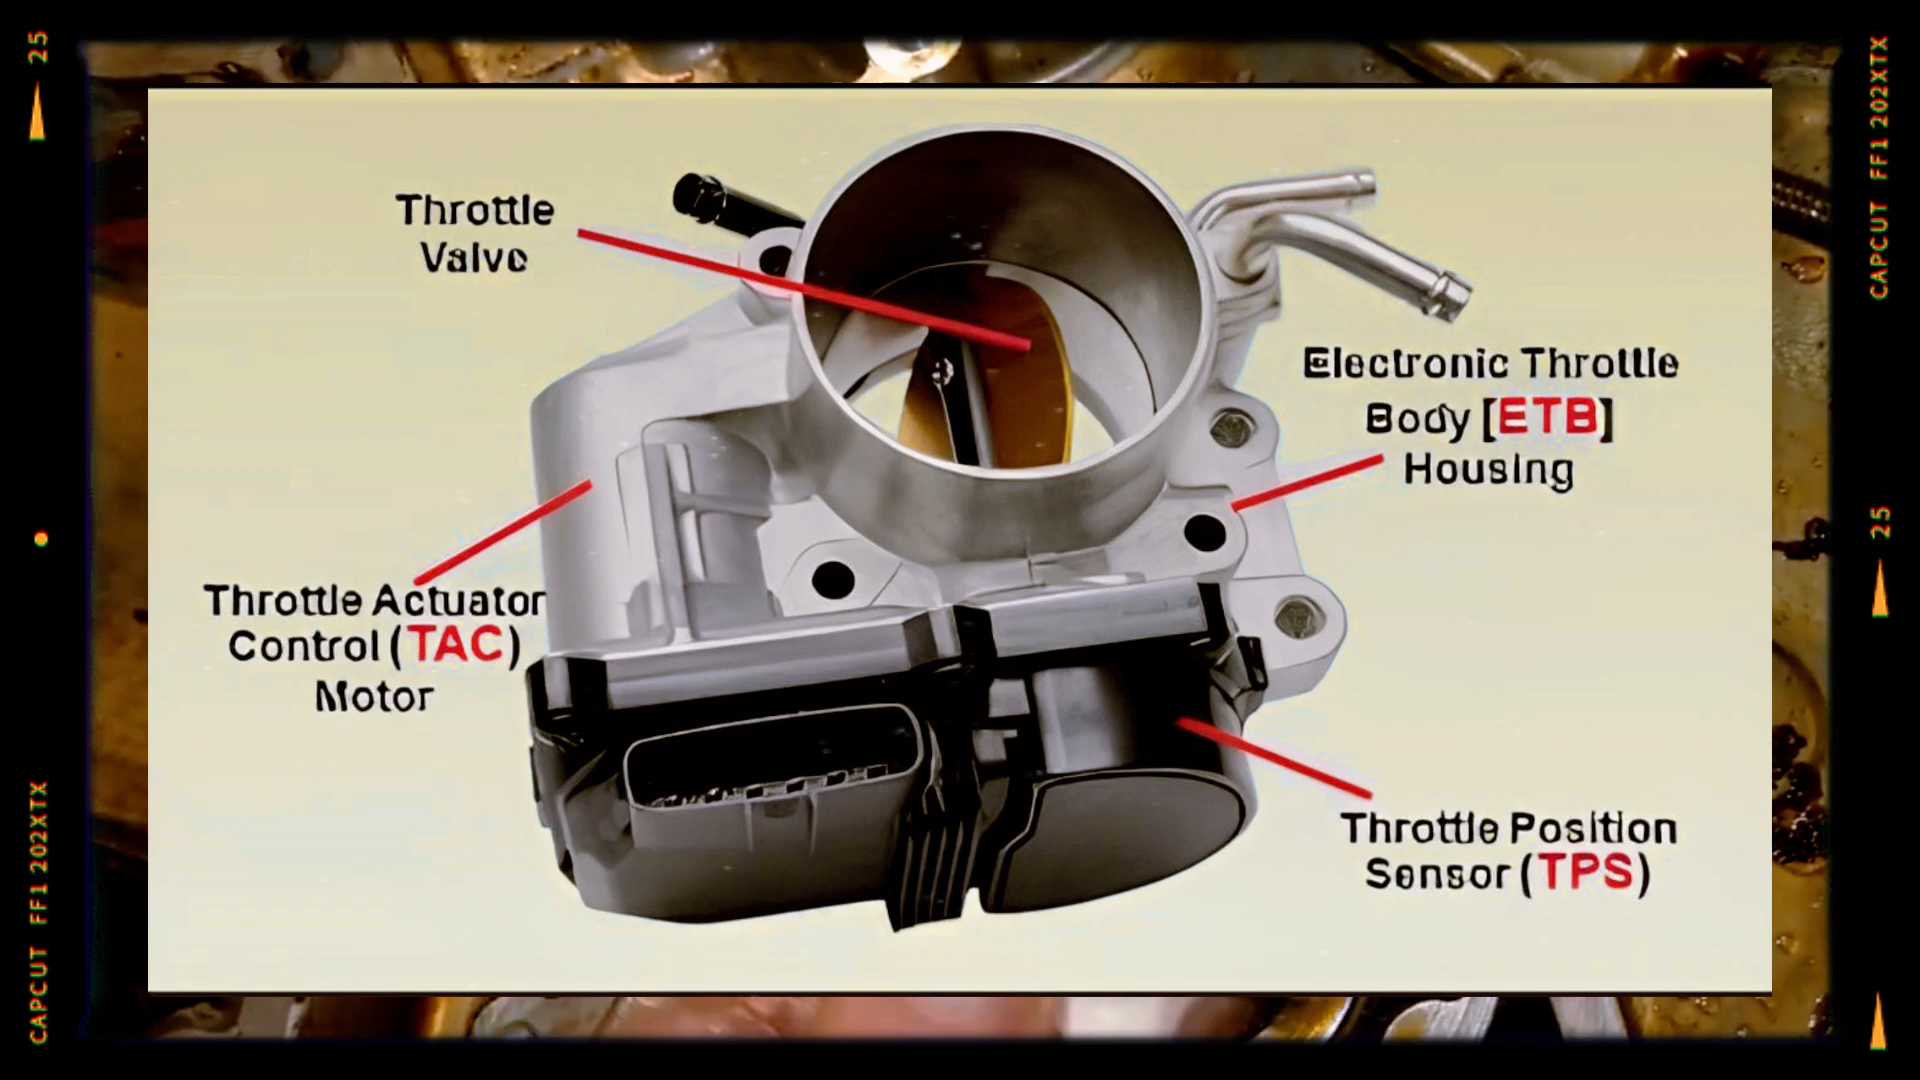 25
CAPCUT FF1 202XTX
Throttle
Valve
Electronic Throttle
Body [ETB]
Housing
Throttle Actuator
Control (TAC)
Motor
25
Throttle Position
Sensor (TPS)
CAPCUT FF1 202XTX